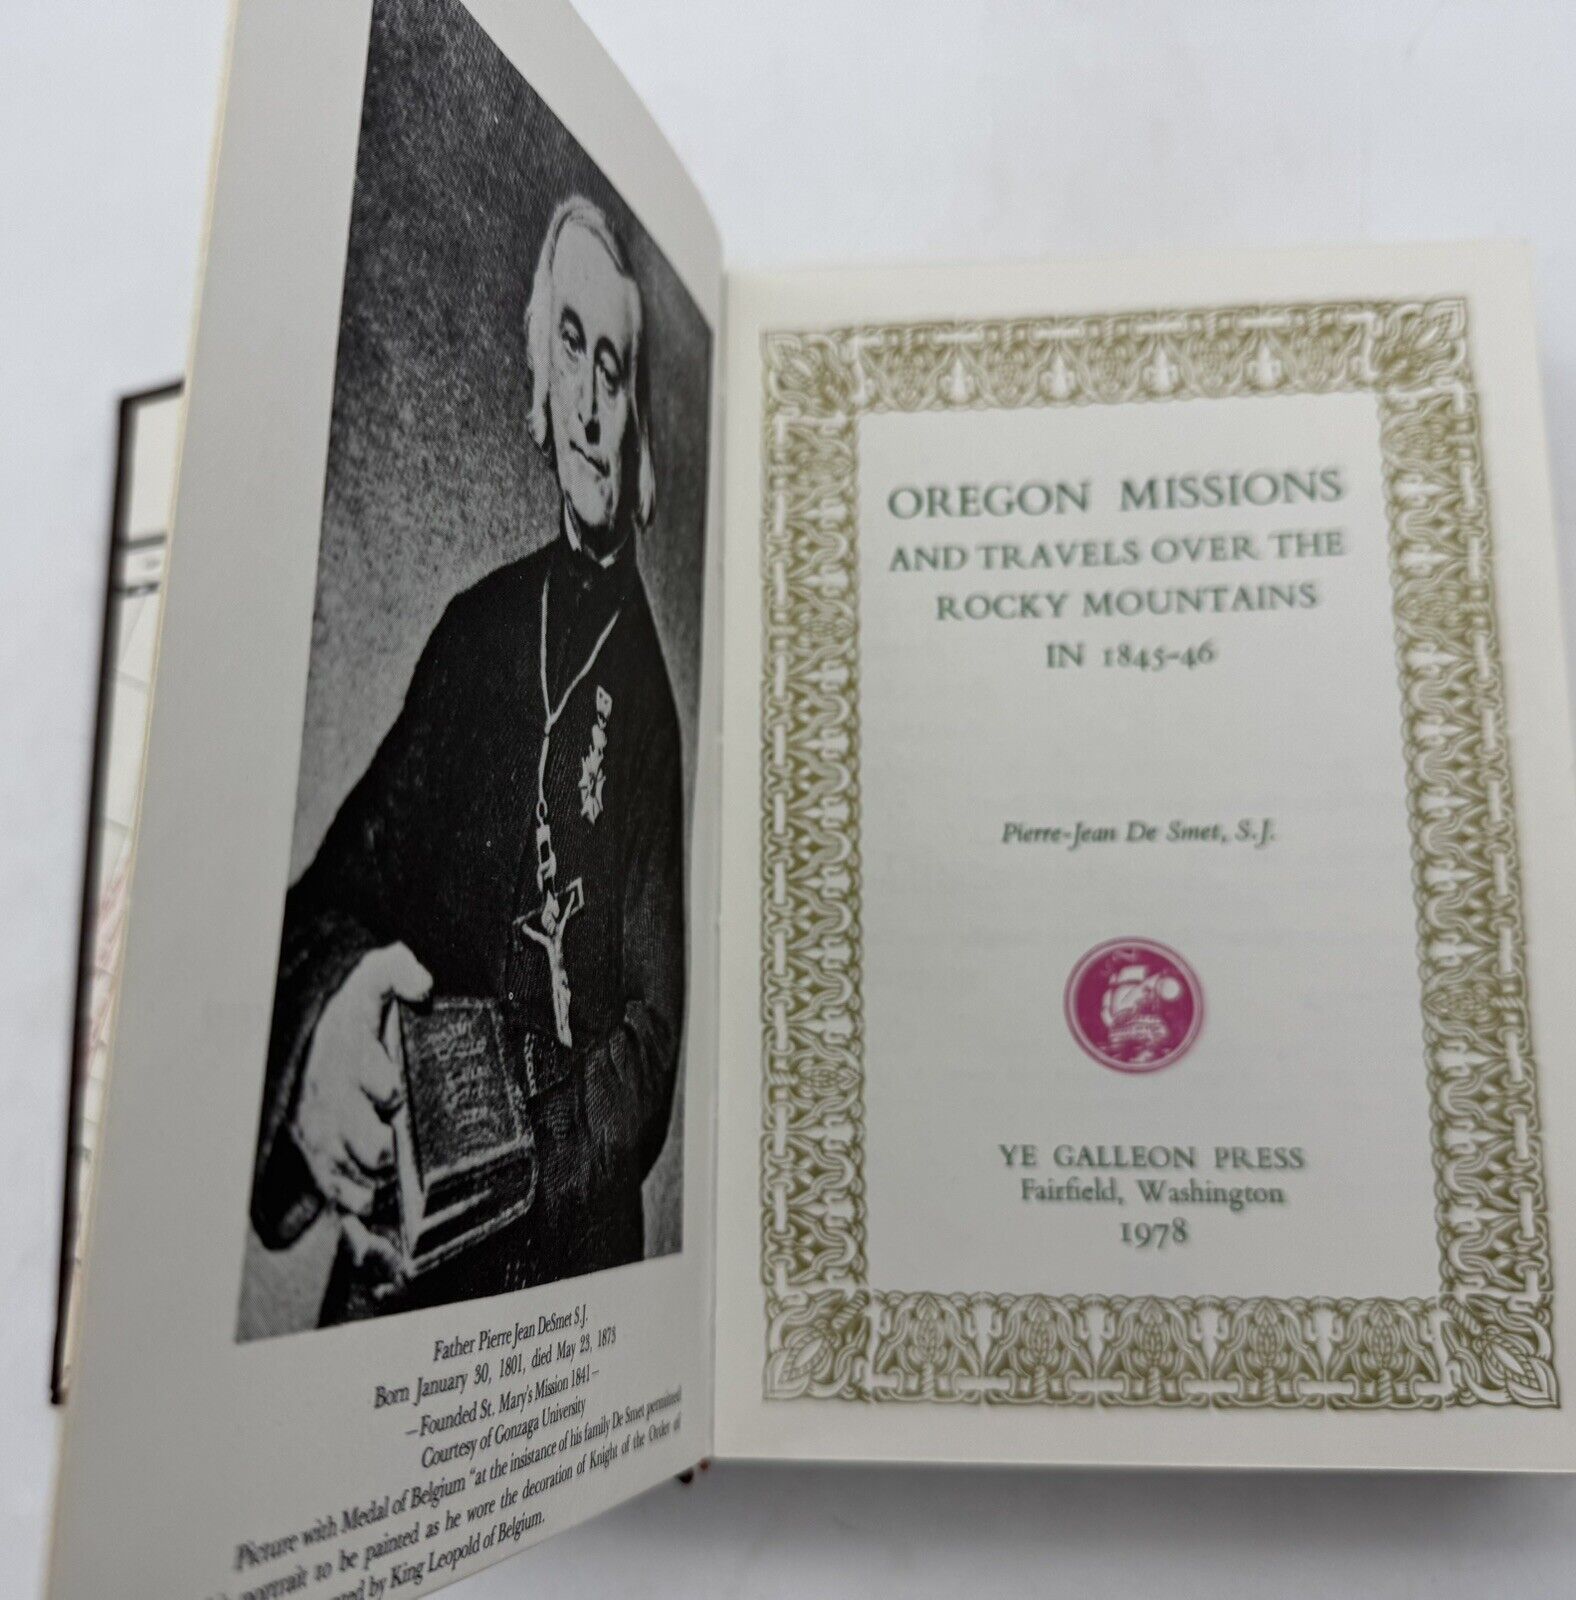 Father Pierre Jean DeSmet S.J.
Born January 30, 1801, died May 23, 1873
—Founded St. Mary's Mission 1841—
Courtesy of Gonzaga University
Picture with Medal of Belgium "at the insistance of his family De Smet permitted
portrait to be painted as he wore the decoration of Knight of the Order of
by King Leopold of Belgium.
OREGON MISSIONS
AND TRAVELS OVER THE
ROCKY MOUNTAINS
IN 1845-46
Pierre-Jean De Smet, S.J.
YE GALLEON PRESS
Fairfield, Washington
1978